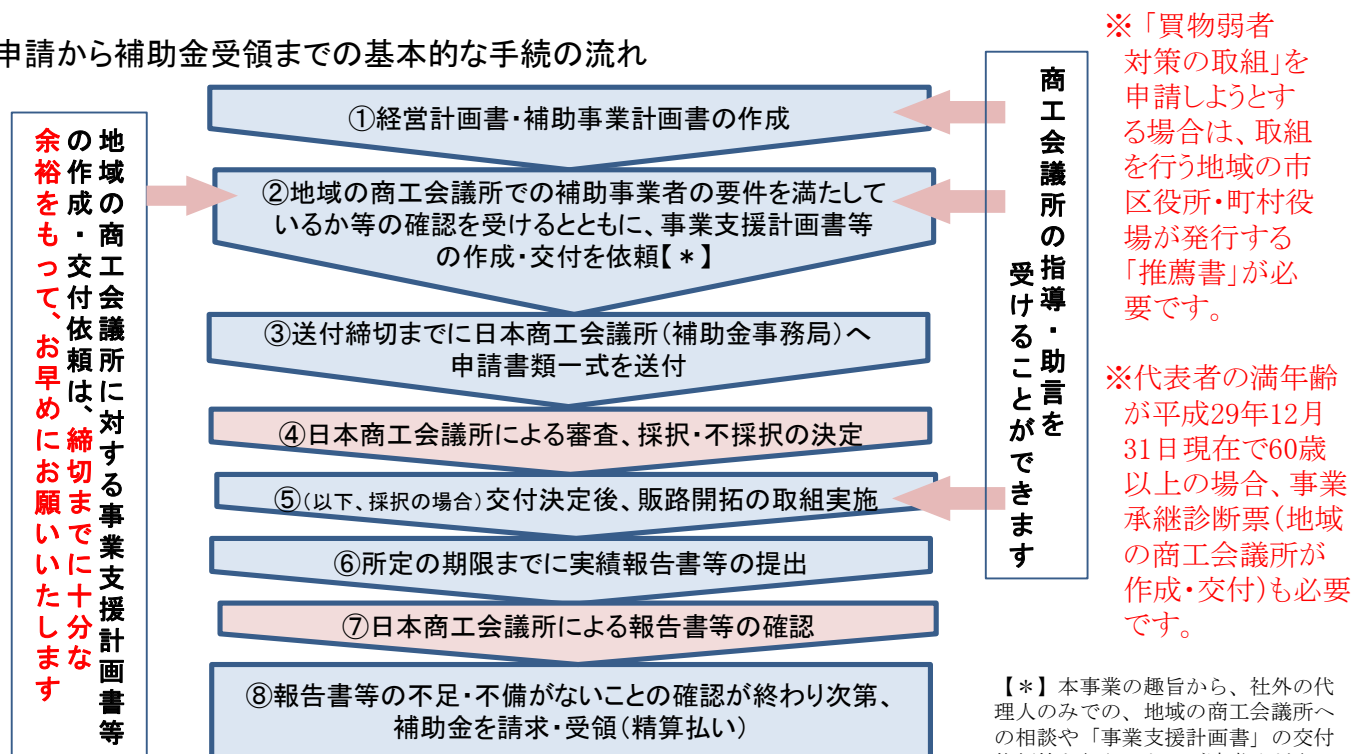 申請から補助金受領までの基本的な手続の流れ
地域の商工会議所に対する事業支援計画書等
の作成・交付依頼は、締切までに十分な
余裕をもって、お早めにお願いいたします
①経営計画書・補助事業計画書の作成
②地域の商工会議所での補助事業者の要件を満たして
いるか等の確認を受けるとともに、事業支援計画書等
の作成・交付を依頼【＊】
③送付締切までに日本商工会議所（補助金事務局）へ
申請書類一式を送付
④日本商工会議所による審査、採択・不採択の決定
⑤（以下、採択の場合）交付決定後、販路開拓の取組実施
⑥所定の期限までに実績報告書等の提出
⑦日本商工会議所による報告書等の確認
⑧報告書等の不足・不備がないことの確認が終わり次第、
補助金を請求・受領（精算払い）
商工会議所の指導・助言を
受けることができます
※「買物弱者
対策の取組」を
申請しようとす
る場合は、取組
を行う地域の市
区役所・町村役
場が発行する
「推薦書」が必
要です。
※代表者の満年齢
が平成29年12月
31日現在で60歳
以上の場合、事業
承継診断票（地域
の商工会議所が
作成・交付）も必要
です。
【＊】本事業の趣旨から、社外の代
理人のみでの、地域の商工会議所へ
の相談や「事業支援計画書」の交付